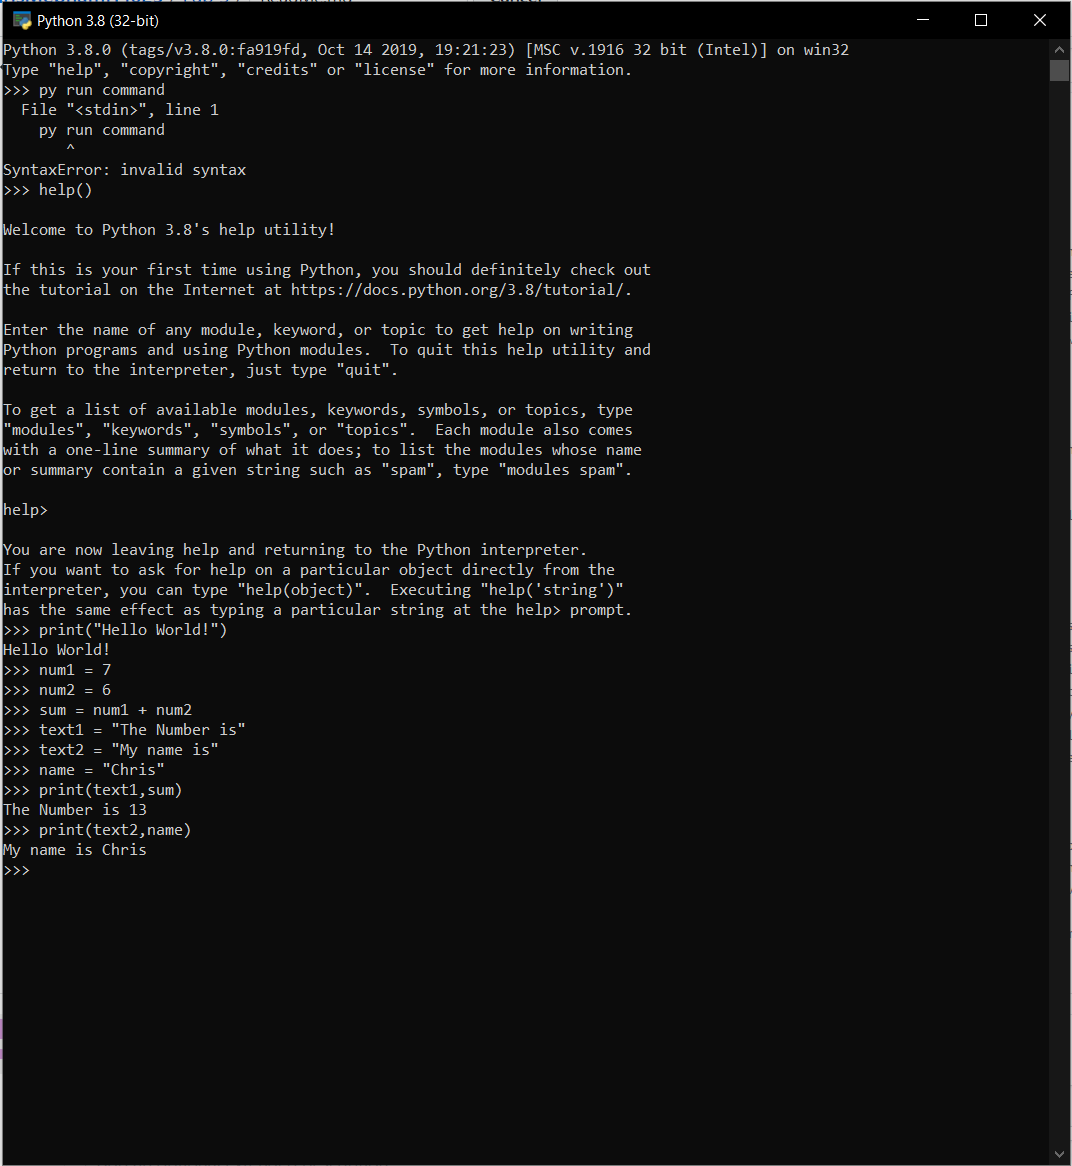 Python 3.8 (32-bit)
Python 3.8.0 (tags/v3.8.0:fa919fd, Oct 14 2019, 19:21:23) [MSC v.1916 32 bit (Intel)] on win32
Type "help", "copyright", "credits" or "license" for more information.
>>> py run command
  File "<stdin>", line 1
    py run command
       ^
SyntaxError: invalid syntax
>>> help()

Welcome to Python 3.8's help utility!

If this is your first time using Python, you should definitely check out
the tutorial on the Internet at https://docs.python.org/3.8/tutorial/.

Enter the name of any module, keyword, or topic to get help on writing
Python programs and using Python modules.  To quit this help utility and
return to the interpreter, just type "quit".

To get a list of available modules, keywords, symbols, or topics, type
"modules", "keywords", "symbols", or "topics".  Each module also comes
with a one-line summary of what it does; to list the modules whose name
or summary contain a given string such as "spam", type "modules spam".

help>

You are now leaving help and returning to the Python interpreter.
If you want to ask for help on a particular object directly from the
interpreter, you can type "help(object)".  Executing "help('string')"
has the same effect as typing a particular string at the help> prompt.
>>> print("Hello World!")
Hello World!
>>> num1 = 7
>>> num2 = 6
>>> sum = num1 + num2
>>> text1 = "The Number is"
>>> text2 = "My name is"
>>> name = "Chris"
>>> print(text1,sum)
The Number is 13
>>> print(text2,name)
My name is Chris
>>>